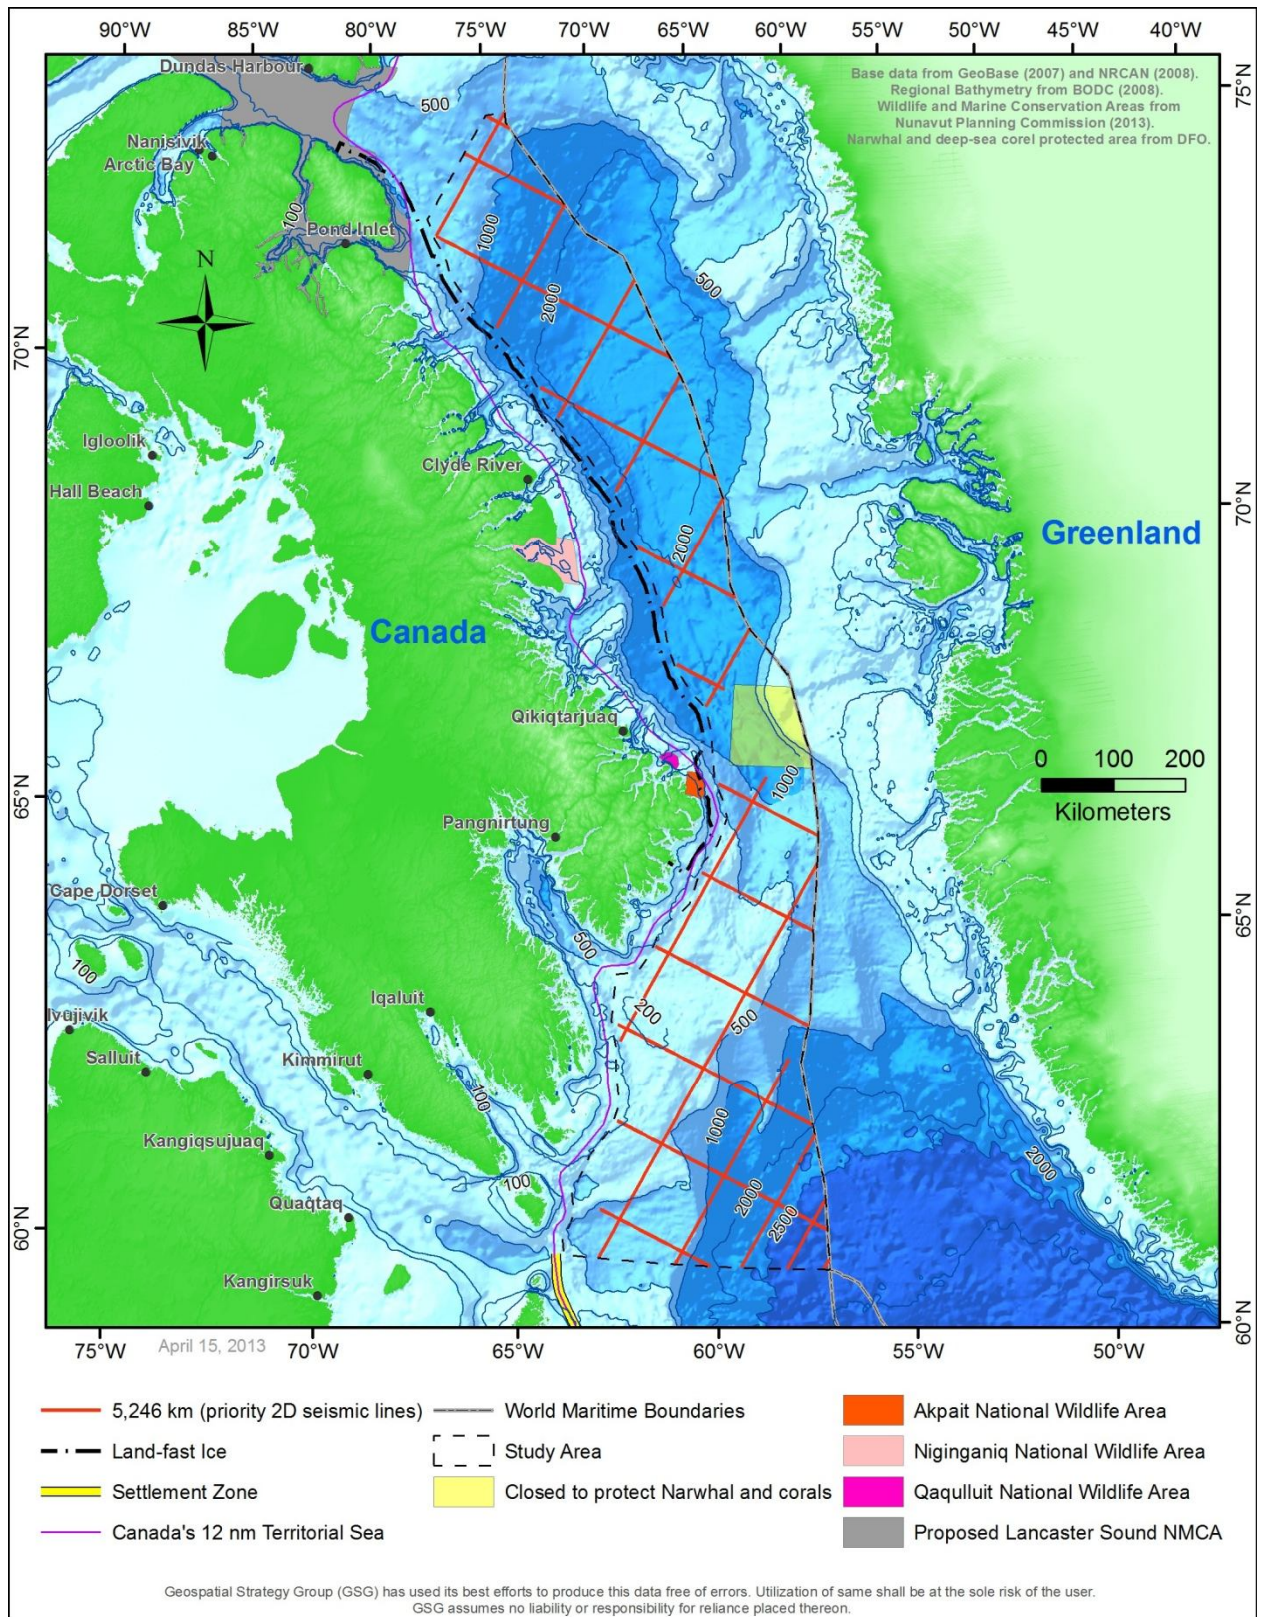 90°W 85°W 80°W 75°W 70°W 65°W 60°W 55°W 50°W 45°W 40°W
Dundas Harbour
Base data from GeoBase (2007) and NRCAN (2008).
Regional Bathymetry from BODC (2008).
Wildlife and Marine Conservation Areas from
Nunavut Planning Commission (2013).
Narwhal and deep-sea corel protected area from DFO.
75°N
500
Nanisivik
Arctic Bay
100
Pond Inlet
1000
N
500
2000
70°N
Igloolik
Clyde River
Hall Beach
70°N
2000
Greenland
Canada
Qikiqtarjuaq
0 100 200
Kilometers
1000
65°N
Pangnirtung
Cape Dorset
65°N
500
100
Iqaluit
200
500
Ivujivik
Salluit
Kimmirut
100
1000
Kangiqsujuaq
2000
100
2000
Quaqtaq
2500
60°N
Kangirsuk
60°N
75°W 70°W 65°W 60°W 55°W 50°W
April 15, 2013
5,246 km (priority 2D seismic lines)
Land-fast Ice
Settlement Zone
Canada's 12 nm Territorial Sea
World Maritime Boundaries
Study Area
Closed to protect Narwhal and corals
Akpait National Wildlife Area
Niginganiq National Wildlife Area
Qaqulluit National Wildlife Area
Proposed Lancaster Sound NMCA
Geospatial Strategy Group (GSG) has used its best efforts to produce this data free of errors. Utilization of same shall be at the sole risk of the user.
GSG assumes no liability or responsibility for reliance placed thereon.